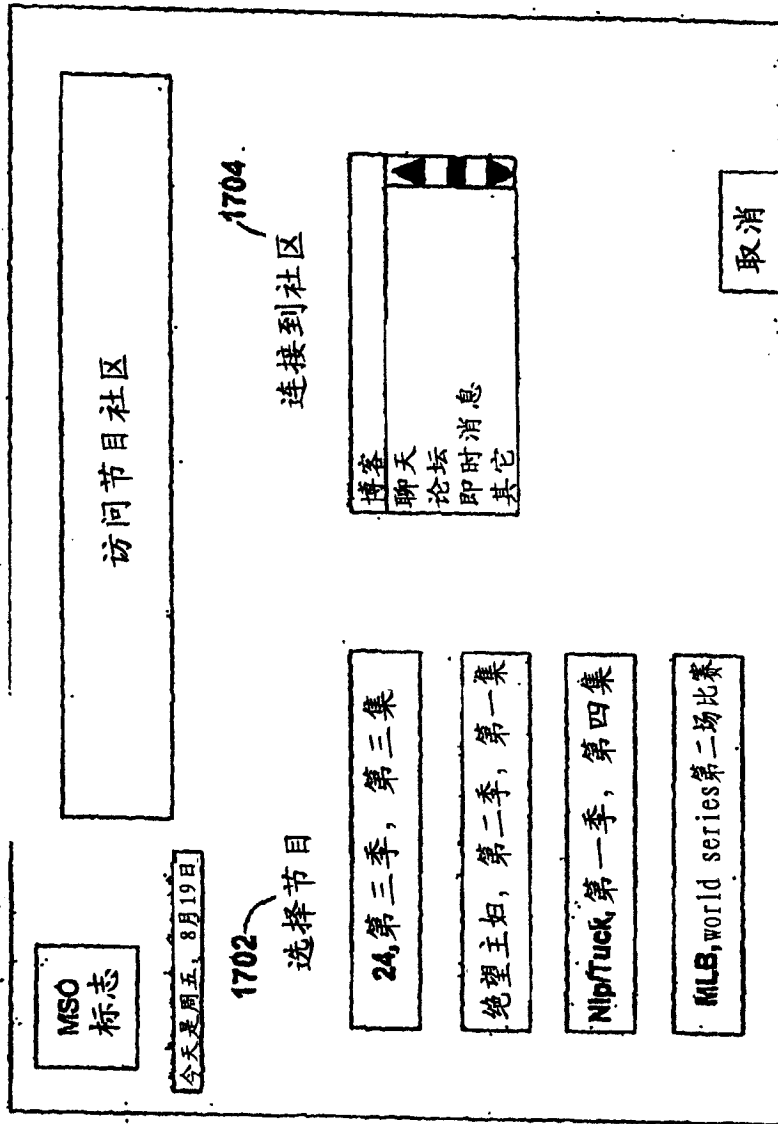 MSO
标志
访问节目社区
今天是周五，8月19日
1702
选择节目
1704
连接到社区
24,第三季，第三集
绝望主妇，第二季，第一集
Nip/Tuck,第一季，第四集
MLB,world series第二场比赛
博客
聊天
论坛
即时消息
其它
取消